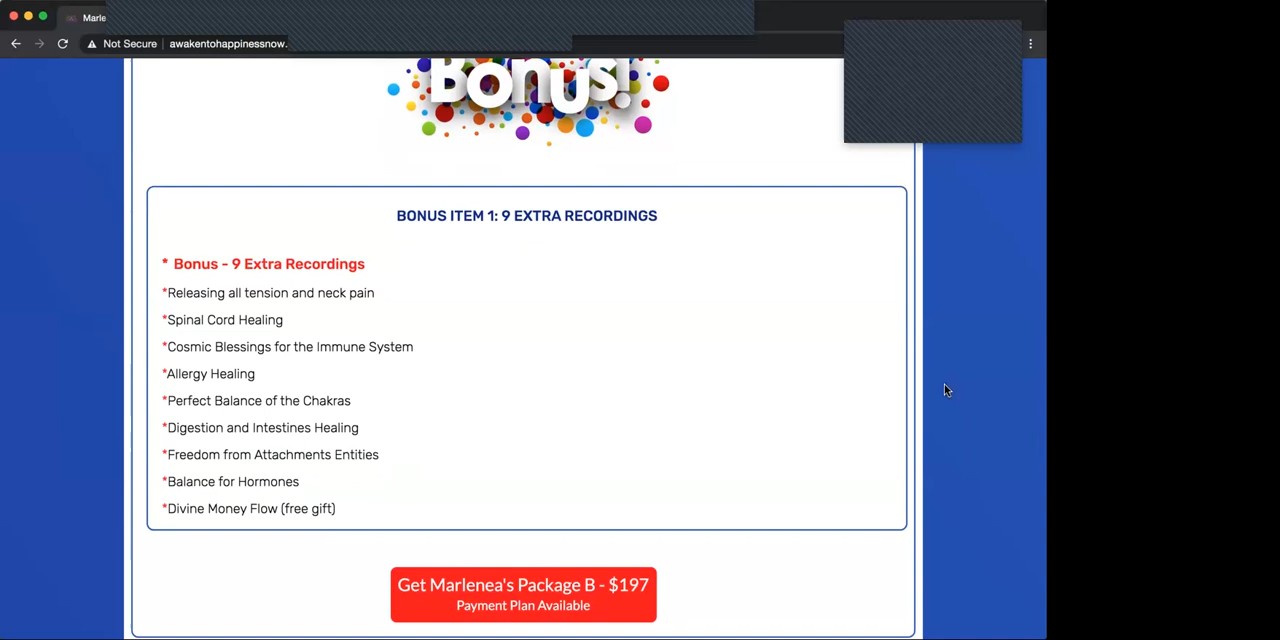 Marle
Not Secure
awakentohappinessnow.
Bonus!
BONUS ITEM 1: 9 EXTRA RECORDINGS
* Bonus - 9 Extra Recordings
*Releasing all tension and neck pain
*Spinal Cord Healing
*Cosmic Blessings for the Immune System
*Allergy Healing
*Perfect Balance of the Chakras
*Digestion and Intestines Healing
*Freedom from Attachments Entities
*Balance for Hormones
*Divine Money Flow (free gift)
Get Marlenea's Package B - $197
Payment Plan Available